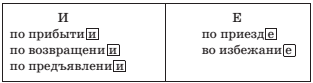 И
по прибытии
по возвращении
по предъявлении
Е
по приезде
во избежание